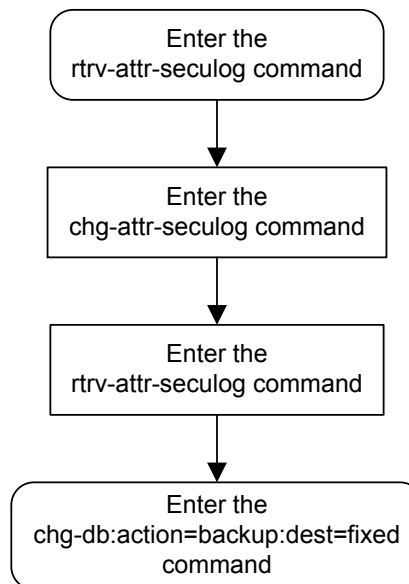 Enter the
rtrv-attr-seculog command
Enter the
chg-attr-seculog command
Enter the
rtrv-attr-seculog command
Enter the
chg-db:action=backup:dest=fixed
command